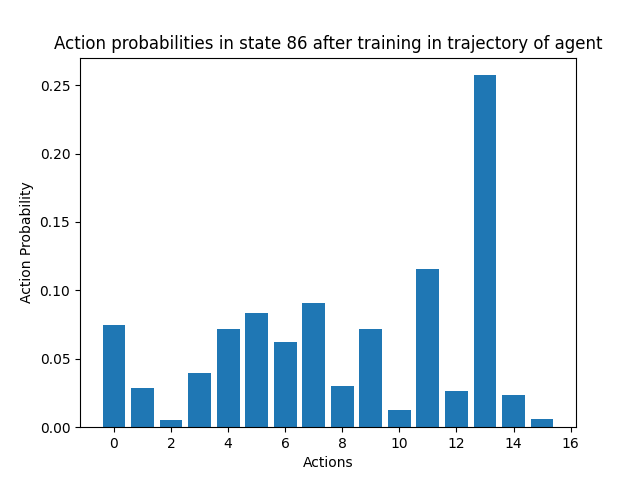 Action probabilities in state 86 after training in trajectory of agent
0.25
0.20
0.15
0.10
0.05
0.00
Action Probability
0 2 4 6 8 10 12 14 16
Actions